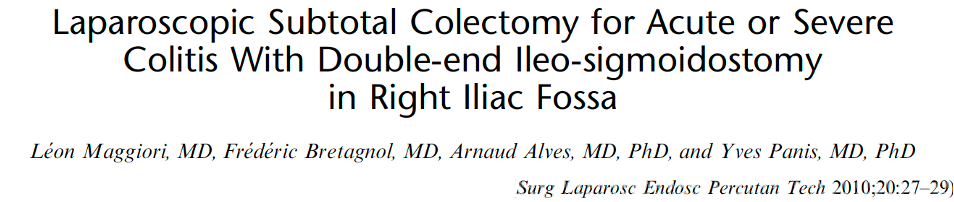 Laparoscopic Subtotal Colectomy for Acute or Severe
Colitis With Double-end Ileo-sigmoidostomy
in Right Iliac Fossa
Léon Maggiori, MD, Frédéric Bretagnol, MD, Arnaud Alves, MD, PhD, and Yves Panis, MD, PhD
Surg Laparosc Endosc Percutan Tech 2010;20:27–29)